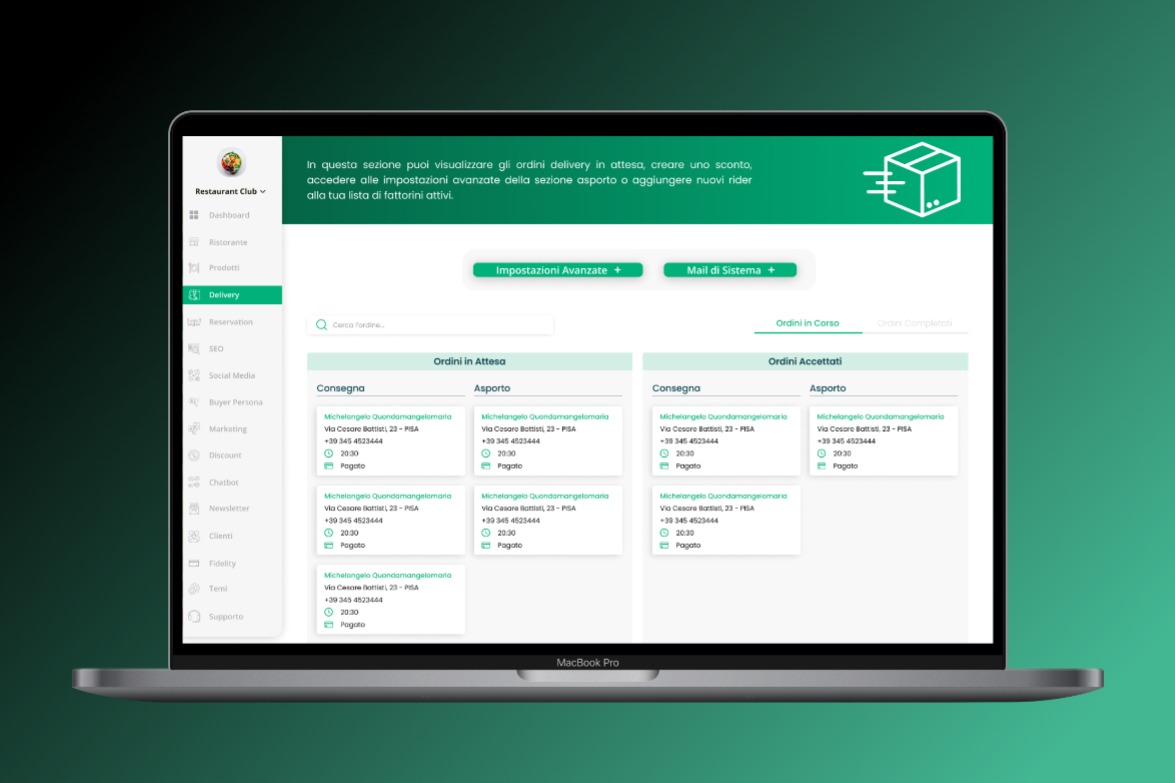 Restaurant Club
Dashboard
Ristorante
Prodotti
Delivery
Reservation
SEO
Social Media
Buyer Persona
Marketing
Discount
Chatbot
Newsletter
Clienti
Fidelity
Temi
Supporto
In questa sezione puoi visualizzare gli ordini delivery in attesa, creare uno sconto,
accedere alle impostazioni avanzate della sezione asporto o aggiungere nuovi rider
alla tua lista di fattorini attivi.
Impostazioni Avanzate +
Mail di Sistema +
Cerca l'ordine...
Ordini in Corso
Ordini Completati
Ordini in Attesa
Consegna
Michelangelo Quondamangelomaria
Via Cesare Battisti, 23 - PISA
+39 345 4523444
20:30
Pagato
Michelangelo Quondamangelomaria
Via Cesare Battisti, 23 - PISA
+39 345 4523444
20:30
Pagato
Michelangelo Quondamangelomaria
Via Cesare Battisti, 23 - PISA
+39 345 4523444
20:30
Pagato
Asporto
Michelangelo Quondamangelomaria
Via Cesare Battisti, 23 - PISA
+39 345 4523444
20:30
Pagato
Michelangelo Quondamangelomaria
Via Cesare Battisti, 23 - PISA
+39 345 4523444
20:30
Pagato
Ordini Accettati
Consegna
Michelangelo Quondamangelomaria
Via Cesare Battisti, 23 - PISA
+39 345 4523444
20:30
Pagato
Michelangelo Quondamangelomaria
Via Cesare Battisti, 23 - PISA
+39 345 4523444
20:30
Pagato
Asporto
Michelangelo Quondamangelomaria
Via Cesare Battisti, 23 - PISA
+39 345 4523444
20:30
Pagato
MacBook Pro